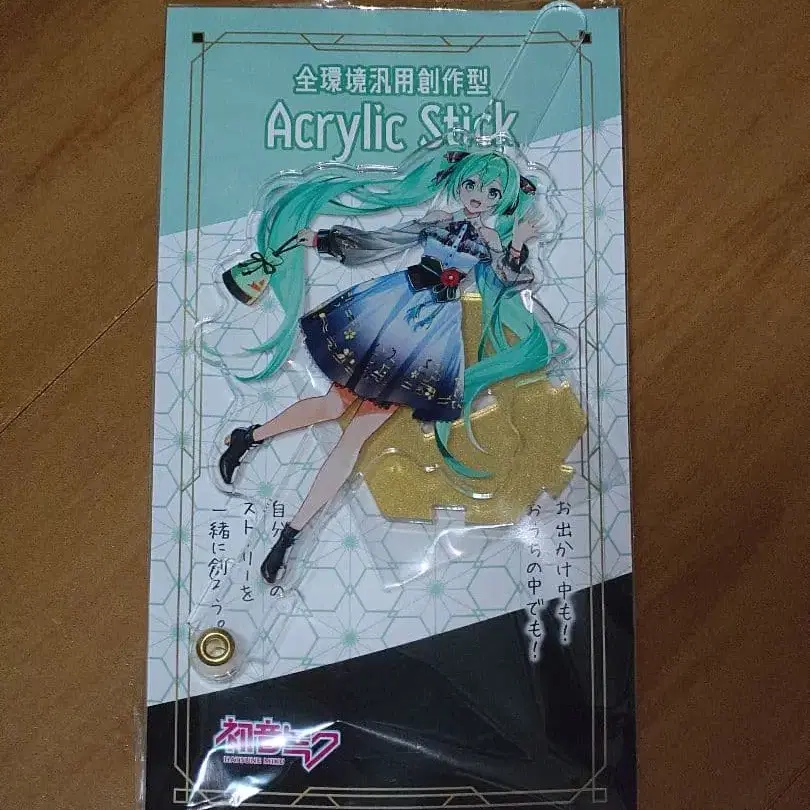 全環境汎用創作型
Acrylic Stick
お出かけ中も!
おうちの中でも!
自分
の
ストーリーを
一緒に創ろう。
初音ミク
HATSUNE MIKU